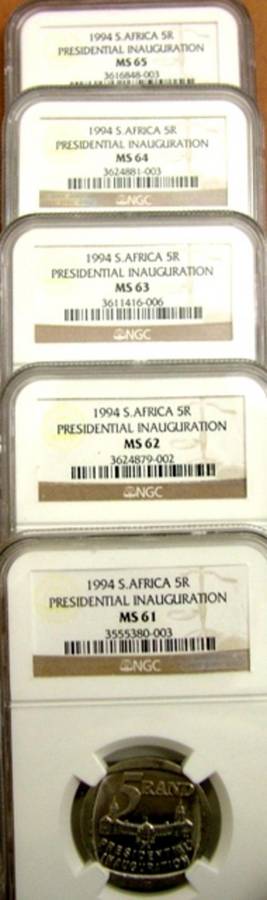 1994 S.AFRICA 5R
PRESIDENTIAL INAUGURATION
MS 65
3616848-003
1994 S.AFRICA 5R
PRESIDENTIAL INAUGURATION
MS 64
3624881-003
NGC
1994 S.AFRICA 5R
PRESIDENTIAL INAUGURATION
MS 63
3611416-006
NGC
1994 S.AFRICA 5R
PRESIDENTIAL INAUGURATION
MS 62
3624879-002
NGC
1994 S.AFRICA 5R
PRESIDENTIAL INAUGURATION
MS 61
3555380-003
NGC
5 RAND
PRESIDENTIAL
INAUGURATION